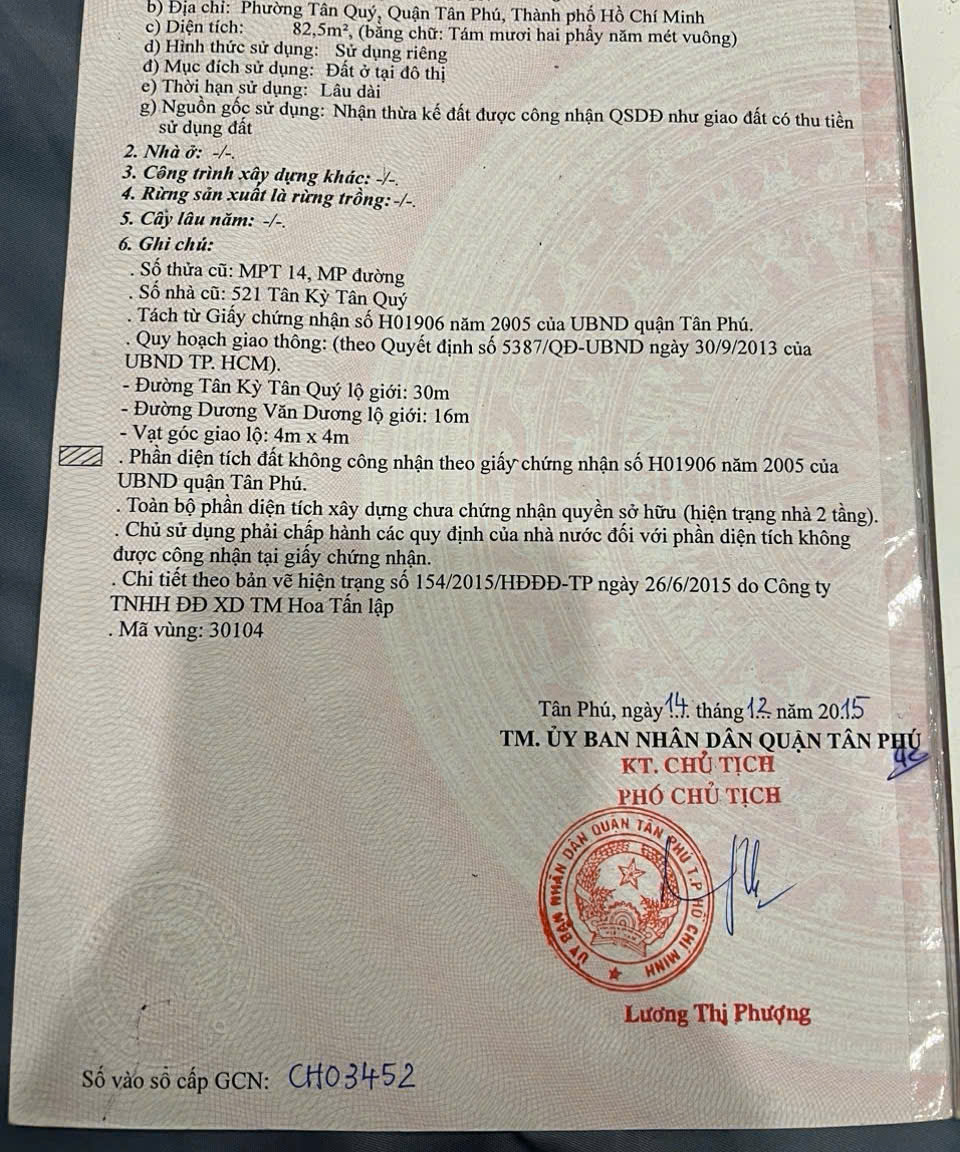 b) Địa chỉ: Phường Tân Quý, Quận Tân Phú, Thành phố Hồ Chí Minh
c) Diện tích: 82,5m², (bằng chữ: Tám mươi hai phẩy năm mét vuông)
d) Hình thức sử dụng: Sử dụng riêng
đ) Mục đích sử dụng: Đất ở tại đô thị
e) Thời hạn sử dụng: Lâu dài
g) Nguồn gốc sử dụng: Nhận thừa kế đất được công nhận QSDĐ như giao đất có thu tiền
sử dụng đất
2. Nhà ở: -/-.
3. Công trình xây dựng khác: -/-.
4. Rừng sản xuất là rừng trồng: -/-.
5. Cây lâu năm: -/-.
6. Ghi chú:
. Số thửa cũ: MPT 14, MP đường
. Số nhà cũ: 521 Tân Kỳ Tân Quý
. Tách từ Giấy chứng nhận số H01906 năm 2005 của UBND quận Tân Phú.
. Quy hoạch giao thông: (theo Quyết định số 5387/QĐ-UBND ngày 30/9/2013 của
UBND TP. HCM).
- Đường Tân Kỳ Tân Quý lộ giới: 30m
- Đường Dương Văn Dương lộ giới: 16m
- Vạt góc giao lộ: 4m x 4m
. Phần diện tích đất không công nhận theo giấy chứng nhận số H01906 năm 2005 của
UBND quận Tân Phú.
. Toàn bộ phần diện tích xây dựng chưa chứng nhận quyền sở hữu (hiện trạng nhà 2 tầng).
. Chủ sử dụng phải chấp hành các quy định của nhà nước đối với phần diện tích không
được công nhận tại giấy chứng nhận.
. Chi tiết theo bản vẽ hiện trạng số 154/2015/HĐĐĐ-TP ngày 26/6/2015 do Công ty
TNHH ĐĐ XD TM Hoa Tấn lập
. Mã vùng: 30104
Tân Phú, ngày 14 tháng 12 năm 2015
TM. ỦY BAN NHÂN DÂN QUẬN TÂN PHÚ
KT. CHỦ TỊCH
PHÓ CHỦ TỊCH
ỦY BAN NHÂN DÂN QUẬN TÂN PHÚ T.P HỒ CHÍ MINH
Lương Thị Phượng
Số vào sổ cấp GCN: CH03452